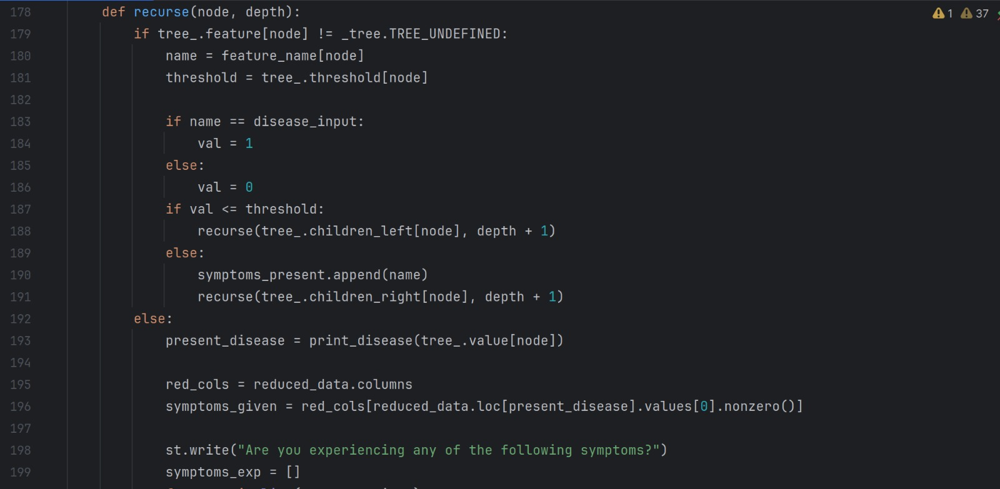 178 def recurse(node, depth): 1 37
179 if tree_.feature[node] != _tree.TREE_UNDEFINED:
180 name = feature_name[node]
181 threshold = tree_.threshold[node]
182
183 if name == disease_input:
184 val = 1
185 else:
186 val = 0
187 if val <= threshold:
188 recurse(tree_.children_left[node], depth + 1)
189 else:
190 symptoms_present.append(name)
191 recurse(tree_.children_right[node], depth + 1)
192 else:
193 present_disease = print_disease(tree_.value[node])
194
195 red_cols = reduced_data.columns
196 symptoms_given = red_cols[reduced_data.loc[present_disease].values[0].nonzero()]
197
198 st.write("Are you experiencing any of the following symptoms?")
199 symptoms_exp = []